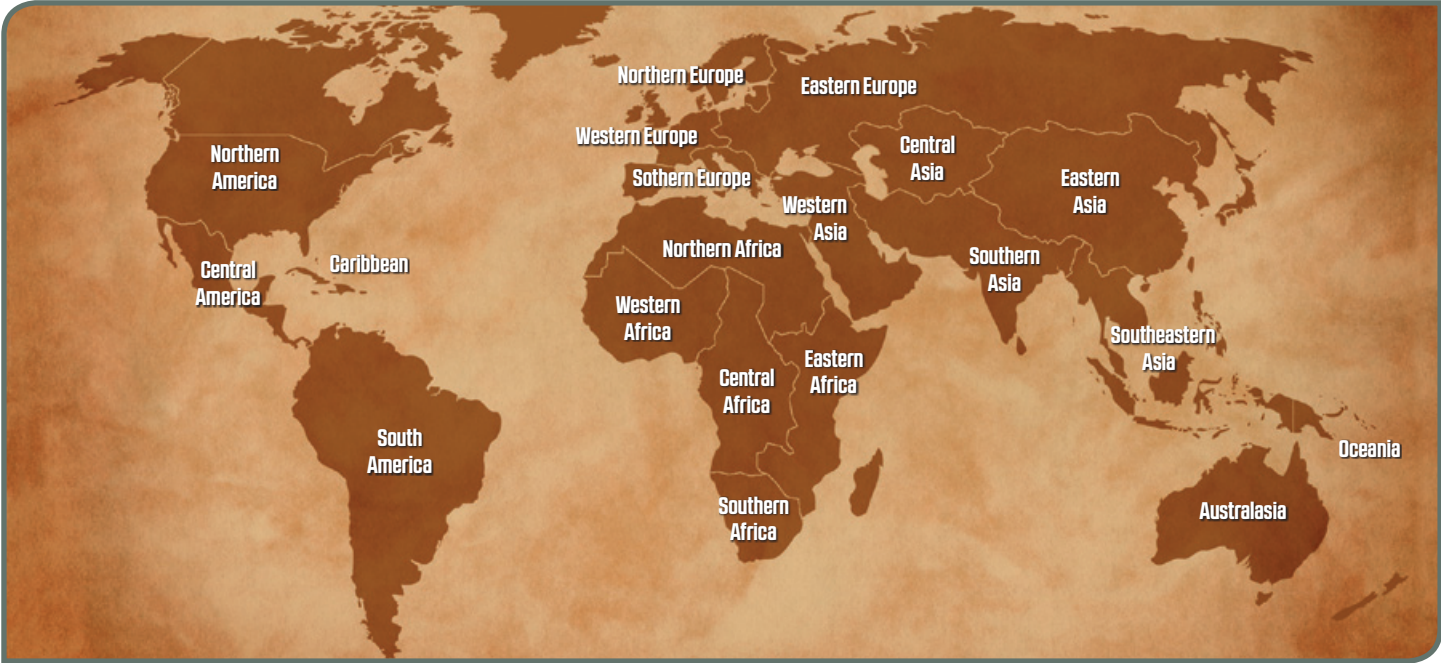 Northern Europe
Eastern Europe
Western Europe
Central
Asia
Northern
America
Eastern
Asia
Sothern Europe
Western
Asia
Northern Africa
Southern
Asia
Central
America
Caribbean
Western
Africa
Southeastern
Asia
Eastern
Africa
Central
Africa
South
America
Oceania
Southern
Africa
Australasia